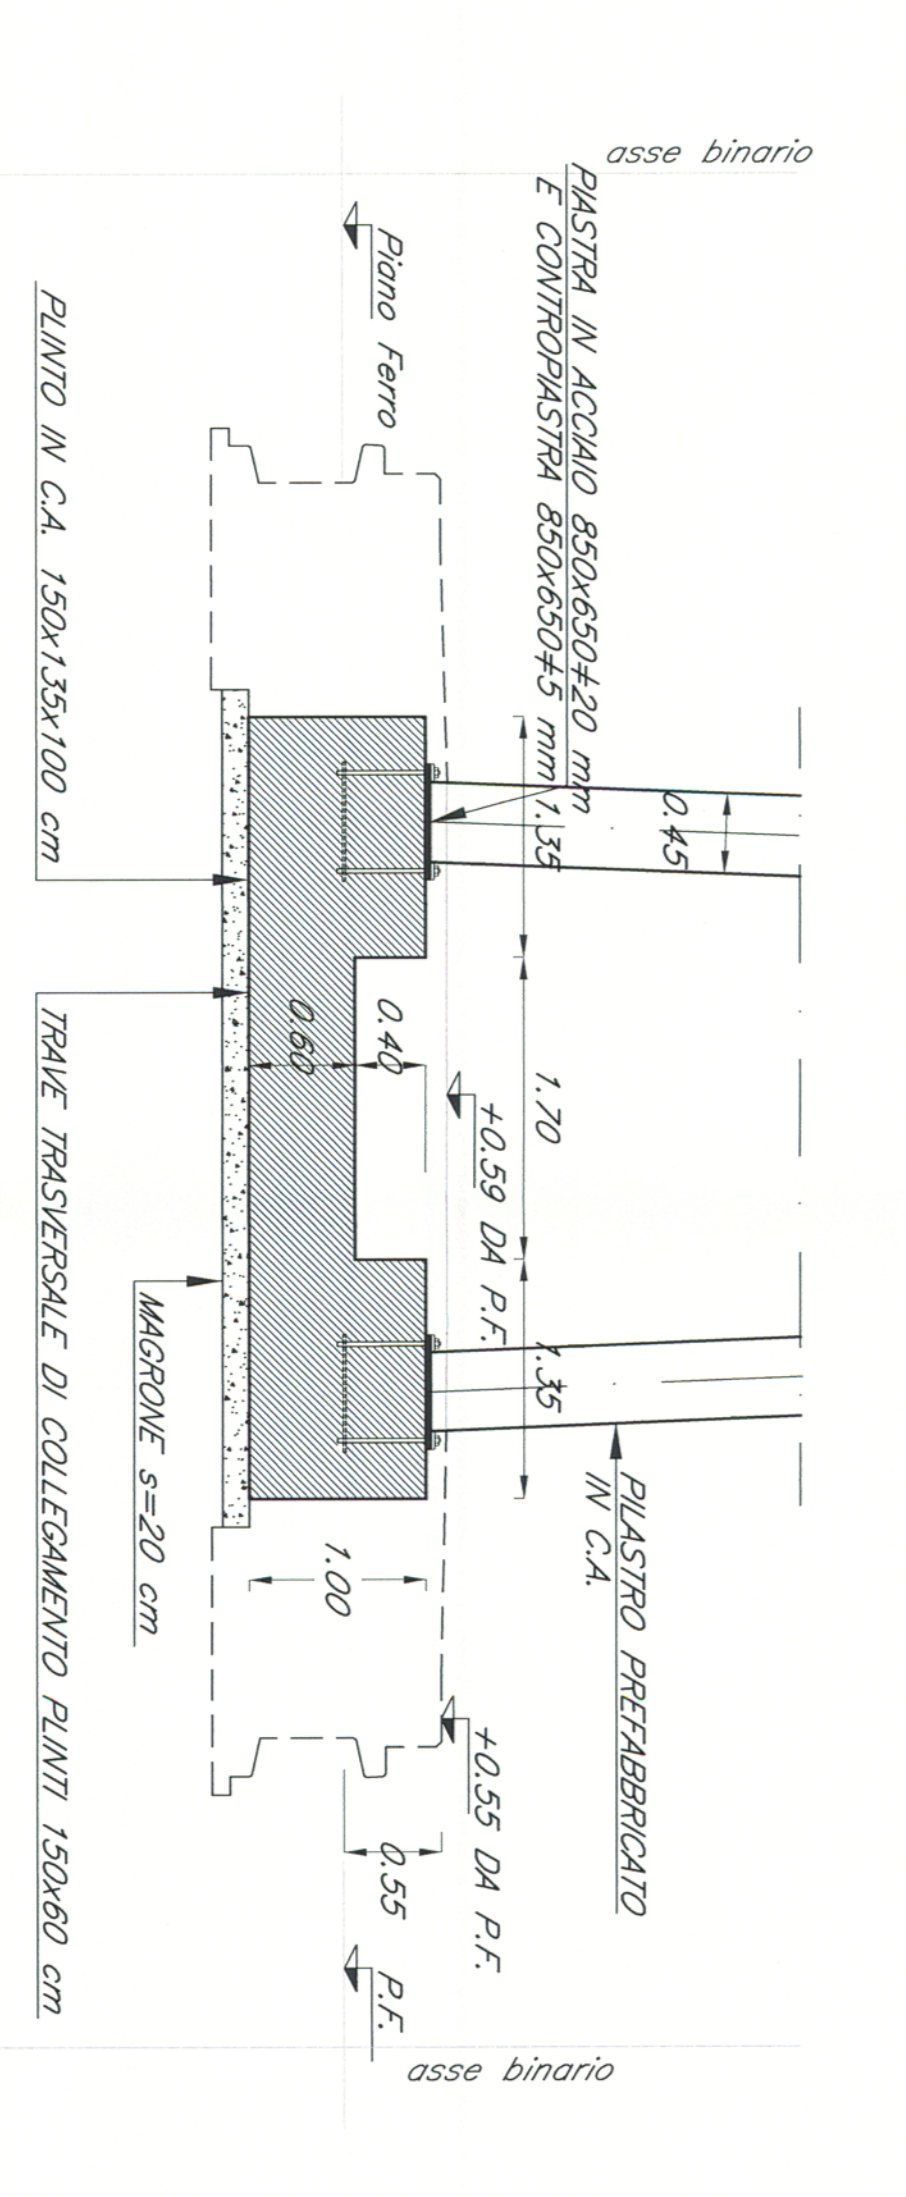 asse binario
PIASTRA IN ACCIAIO 850x650≠20 mm
E CONTROPIASTRA 850x650≠5 mm
Piano Ferro
0.45
1.35
1.70
1.35
0.40
0.60
+0.59 DA P.F.
PILASTRO PREFABBRICATO
IN C.A.
1.00
+0.55 DA P.F.
0.55
P.F.
MAGRONE s=20 cm
PLINTO IN C.A. 150x135x100 cm
TRAVE TRASVERSALE DI COLLEGAMENTO PLINTI 150x60 cm
asse binario